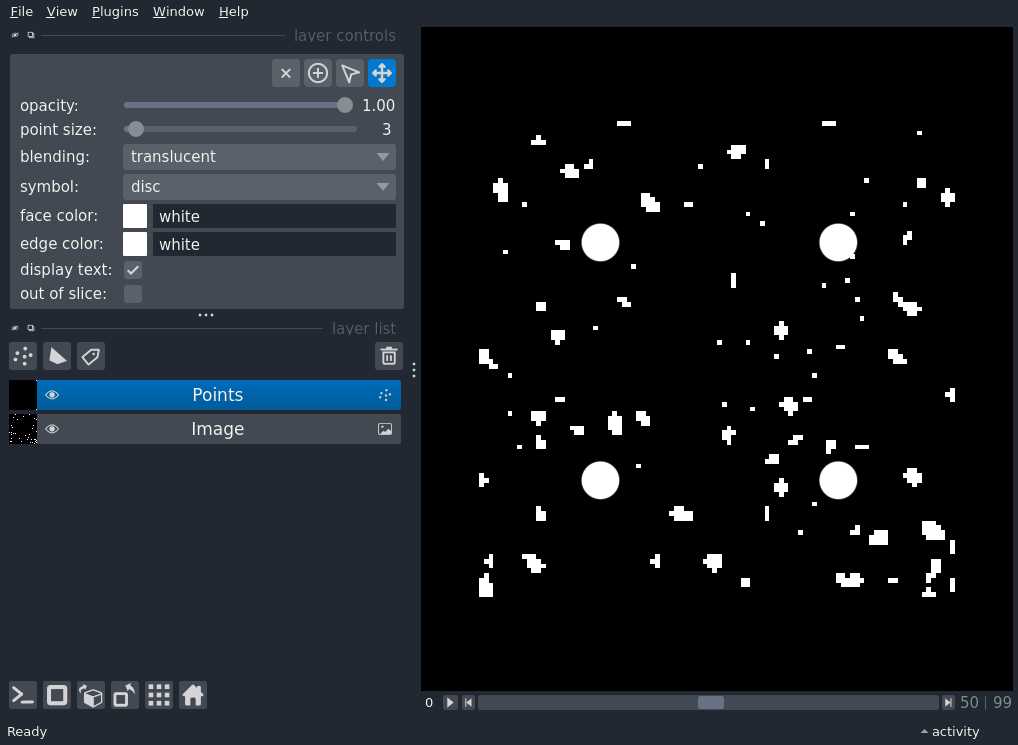 File View Plugins Window Help
layer controls
opacity: 1.00
point size: 3
blending: translucent
symbol: disc
face color: white
edge color: white
display text:
out of slice:
layer list
Points
Image
0 50 | 99
Ready activity